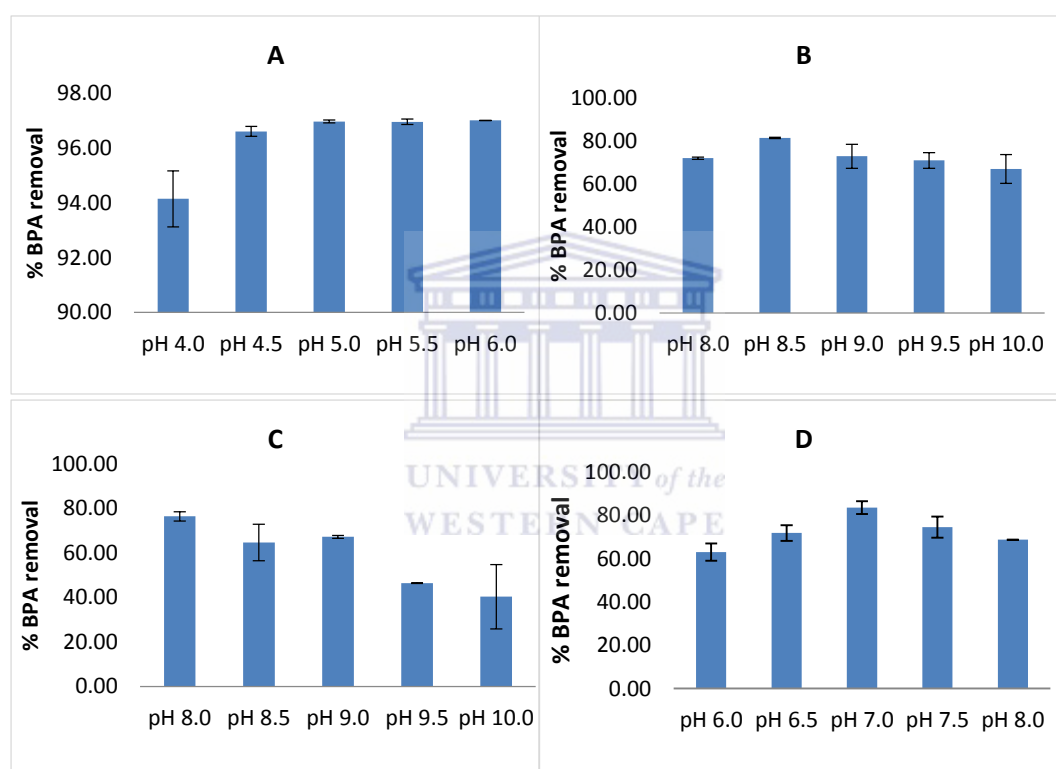 A
% BPA removal
98.00
96.00
94.00
92.00
90.00
pH 4.0 pH 4.5 pH 5.0 pH 5.5 pH 6.0
B
% BPA removal
100.00
80.00
60.00
40.00
20.00
0.00
pH 8.0 pH 8.5 pH 9.0 pH 9.5 pH 10.0
C
% BPA removal
100.00
80.00
60.00
40.00
20.00
0.00
pH 8.0 pH 8.5 pH 9.0 pH 9.5 pH 10.0
D
% BPA removal
100.00
80.00
60.00
40.00
20.00
0.00
pH 6.0 pH 6.5 pH 7.0 pH 7.5 pH 8.0
UNIVERSITY of the
WESTERN CAPE